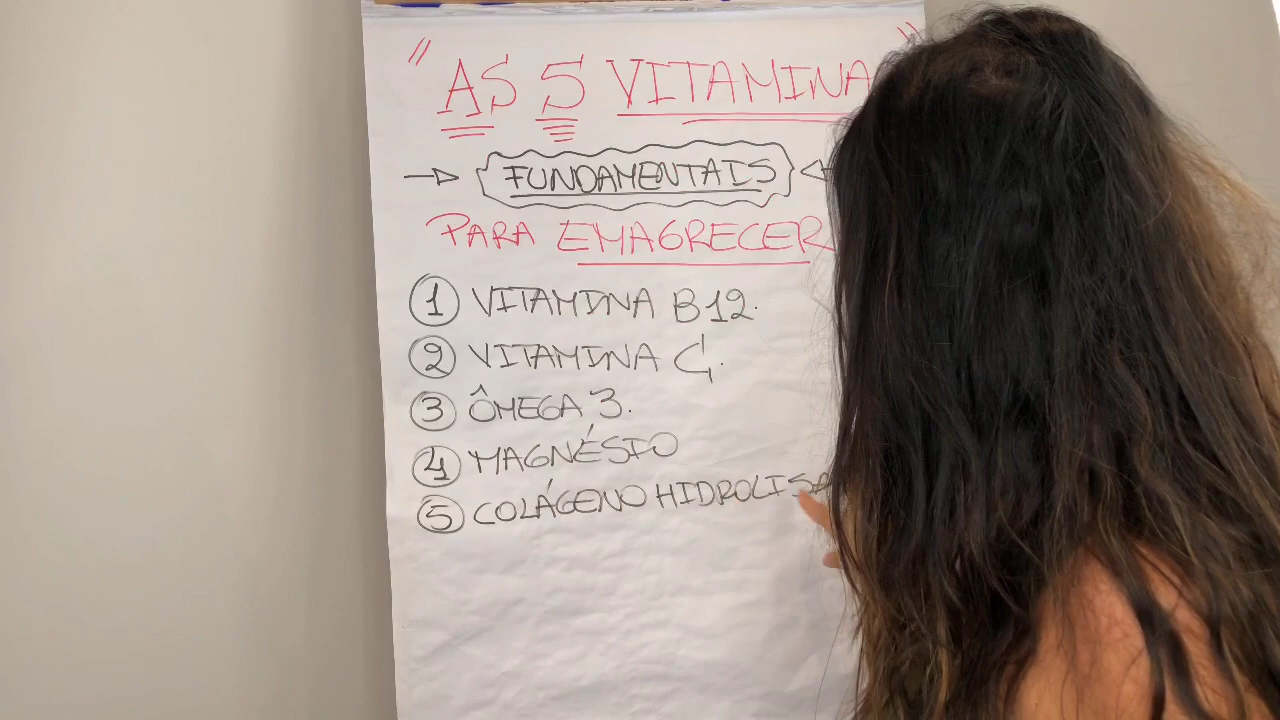 " AS 5 VITAMINA "
FUNDAMENTAIS
PARA EMAGRECER
1 VITAMINA B12.
2 VITAMINA C.
3 ÔMEGA 3.
4 MAGNÉSIO
5 COLÁGENO HIDROLISA